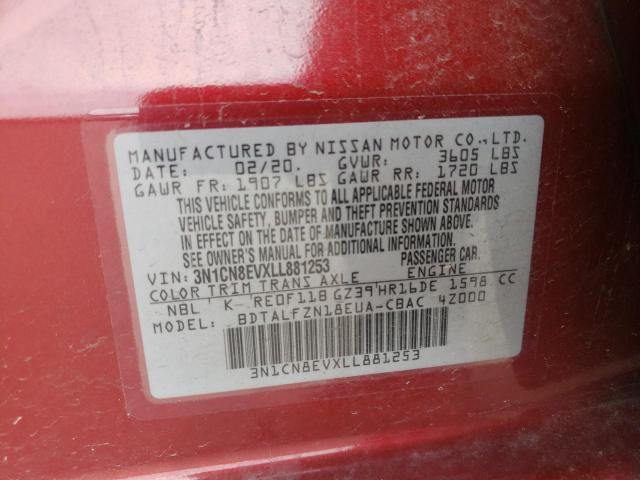 MANUFACTURED BY NISSAN MOTOR CO.,LTD.
DATE: 02/20. GVWR: 3605 LBS
GAWR FR: 1907 LBS GAWR RR: 1720 LBS
THIS VEHICLE CONFORMS TO ALL APPLICABLE FEDERAL MOTOR
VEHICLE SAFETY, BUMPER AND THEFT PREVENTION STANDARDS
IN EFFECT ON THE DATE OF MANUFACTURE SHOWN ABOVE.
SEE OWNER'S MANUAL FOR ADDITIONAL INFORMATION
VIN: 3N1CN8EVXLL881253 PASSENGER CAR.
COLOR TRIM TRANS AXLE ENGINE
NBL K RE0F11B GZ39 HR16DE 1598 CC
MODEL: BDTALFZN18EUA-CBAC 4Z000
3N1CN8EVXLL881253